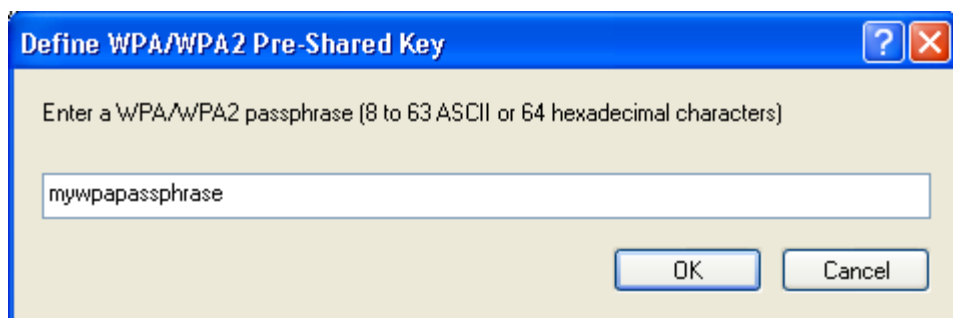 Define WPA/WPA2 Pre-Shared Key
Enter a WPA/WPA2 passphrase (8 to 63 ASCII or 64 hexadecimal characters)
mywpapassphrase
OK Cancel